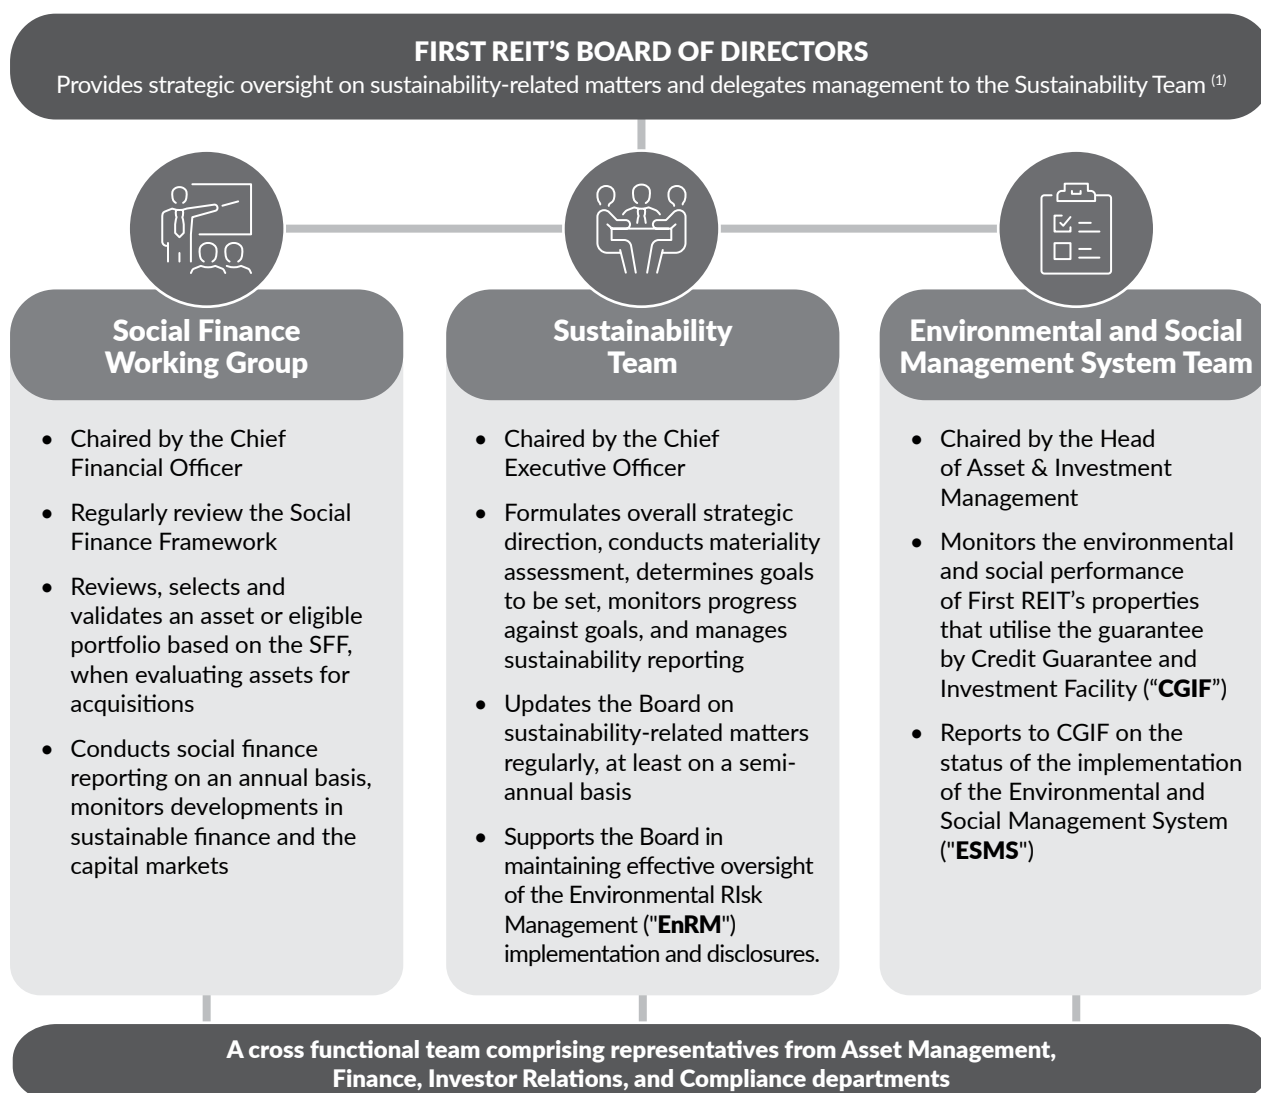 FIRST REIT’S BOARD OF DIRECTORS
Provides strategic oversight on sustainability-related matters and delegates management to the Sustainability Team (1)
Social Finance
Working Group
• Chaired by the Chief
Financial Officer
• Regularly review the Social
Finance Framework
• Reviews, selects and
validates an asset or eligible
portfolio based on the SFF,
when evaluating assets for
acquisitions
• Conducts social finance
reporting on an annual basis,
monitors developments in
sustainable finance and the
capital markets
Sustainability
Team
• Chaired by the Chief
Executive Officer
• Formulates overall strategic
direction, conducts materiality
assessment, determines goals
to be set, monitors progress
against goals, and manages
sustainability reporting
• Updates the Board on
sustainability-related matters
regularly, at least on a semi-
annual basis
• Supports the Board in
maintaining effective oversight
of the Environmental RIsk
Management ("EnRM")
implementation and disclosures.
Environmental and Social
Management System Team
• Chaired by the Head
of Asset & Investment
Management
• Monitors the environmental
and social performance
of First REIT’s properties
that utilise the guarantee
by Credit Guarantee and
Investment Facility (“CGIF”)
• Reports to CGIF on the
status of the implementation
of the Environmental and
Social Management System
("ESMS")
A cross functional team comprising representatives from Asset Management,
Finance, Investor Relations, and Compliance departments